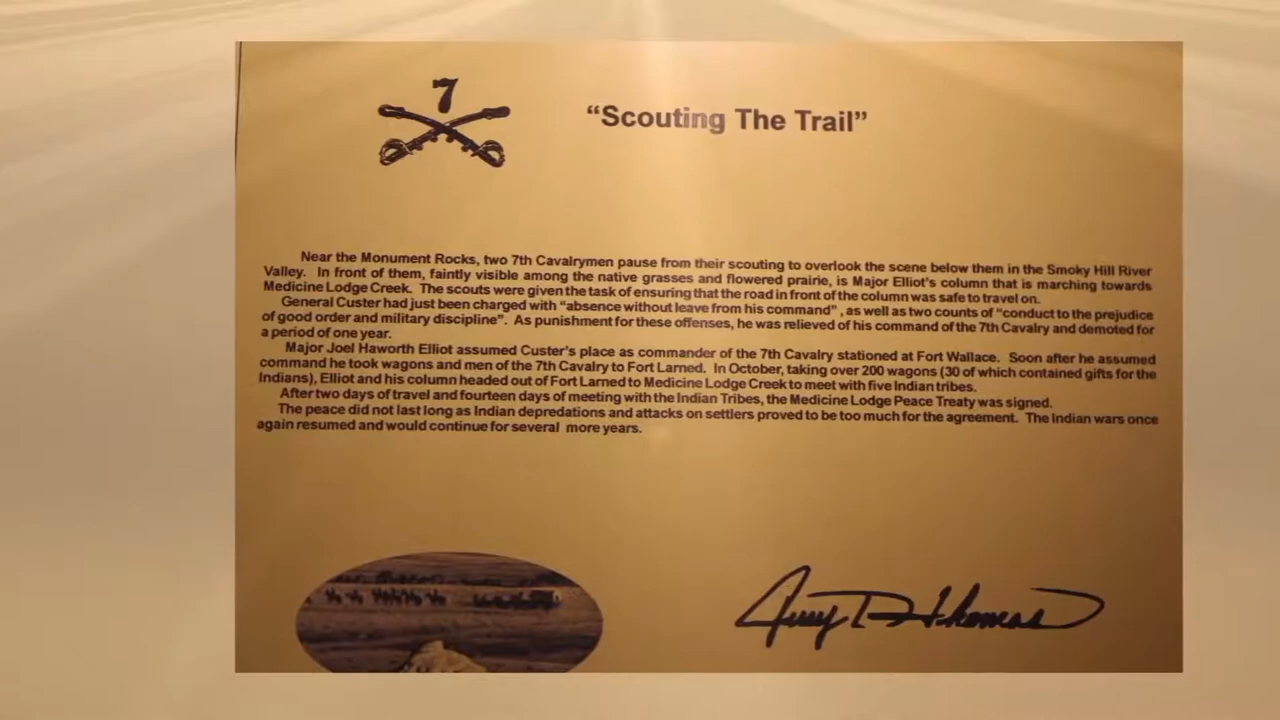 7
“Scouting The Trail”
Near the Monument Rocks, two 7th Cavalrymen pause from their scouting to overlook the scene below them in the Smoky Hill River
Valley. In front of them, faintly visible among the native grasses and flowered prairie, is Major Elliot’s column that is marching towards
Medicine Lodge Creek. The scouts were given the task of ensuring that the road in front of the column was safe to travel on.
General Custer had just been charged with “absence without leave from his command” , as well as two counts of “conduct to the prejudice
of good order and military discipline”. As punishment for these offenses, he was relieved of his command of the 7th Cavalry and demoted for
a period of one year.
Major Joel Haworth Elliot assumed Custer’s place as commander of the 7th Cavalry stationed at Fort Wallace. Soon after he assumed
command he took wagons and men of the 7th Cavalry to Fort Larned. In October, taking over 200 wagons (30 of which contained gifts for the
Indians), Elliot and his column headed out of Fort Larned to Medicine Lodge Creek to meet with five Indian tribes.
After two days of travel and fourteen days of meeting with the Indian Tribes, the Medicine Lodge Peace Treaty was signed.
The peace did not last long as Indian depredations and attacks on settlers proved to be too much for the agreement. The Indian wars once
again resumed and would continue for several more years.
Jerry D Thomas